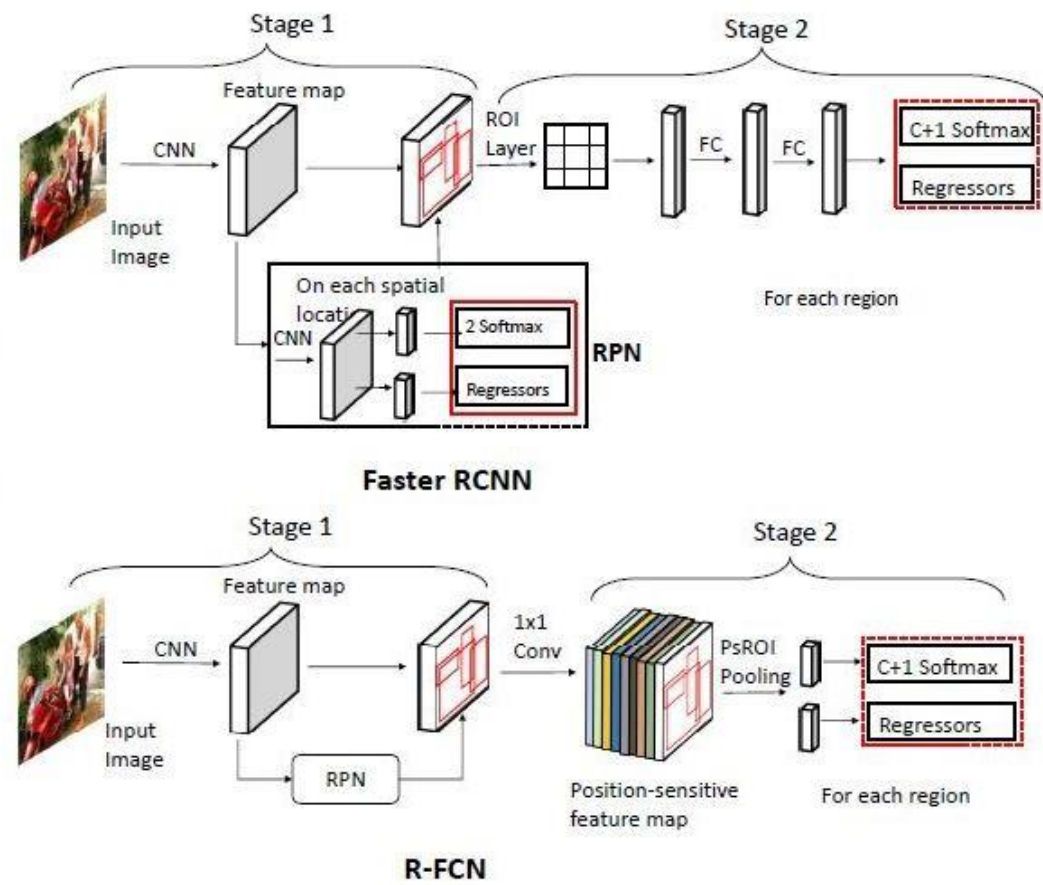 Stage 1
Stage 2
Feature map
CNN
Input
Image
ROI
Layer
FC
FC
C+1 Softmax
Regressors
For each region
On each spatial
locati
CNN
2 Softmax
Regressors
RPN
Faster RCNN
Stage 1
Stage 2
Feature map
CNN
Input
Image
RPN
1x1
Conv
PsROI
Pooling
C+1 Softmax
Regressors
Position-sensitive
feature map
For each region
R-FCN